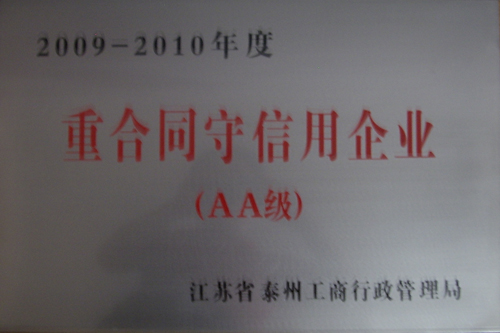 2009-2010年度
重合同守信用企业
(AA级)
江苏省泰州工商行政管理局